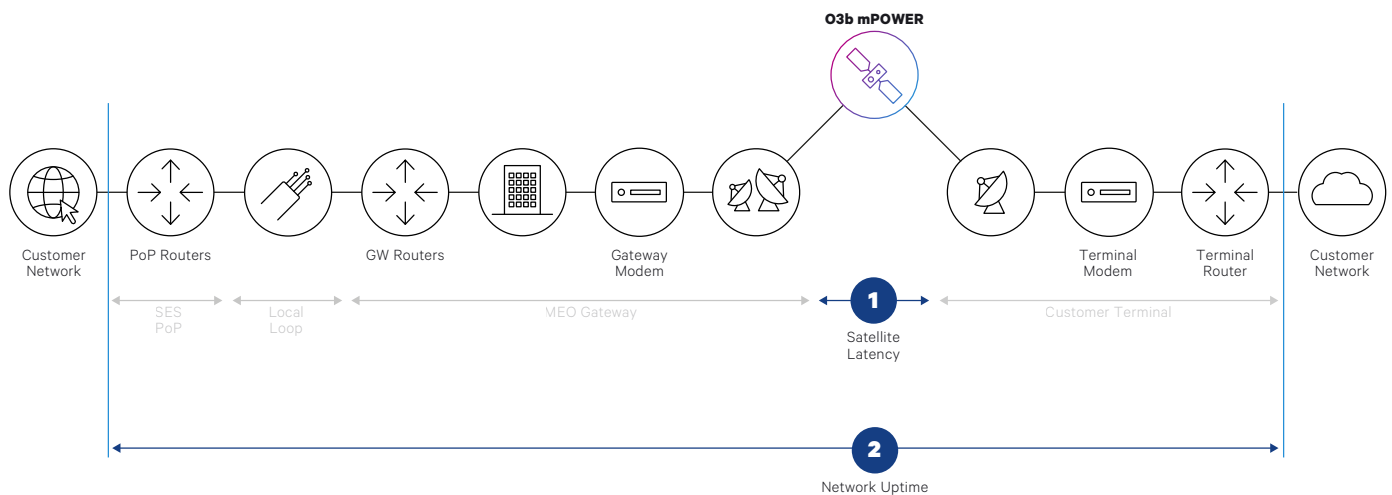 O3b mPOWER
Customer
Network
PoP Routers
GW Routers
Gateway
Modem
Terminal
Modem
Terminal
Router
Customer
Network
SES
PoP
Local
Loop
MEO Gateway
1
Satellite
Latency
Customer Terminal
2
Network Uptime